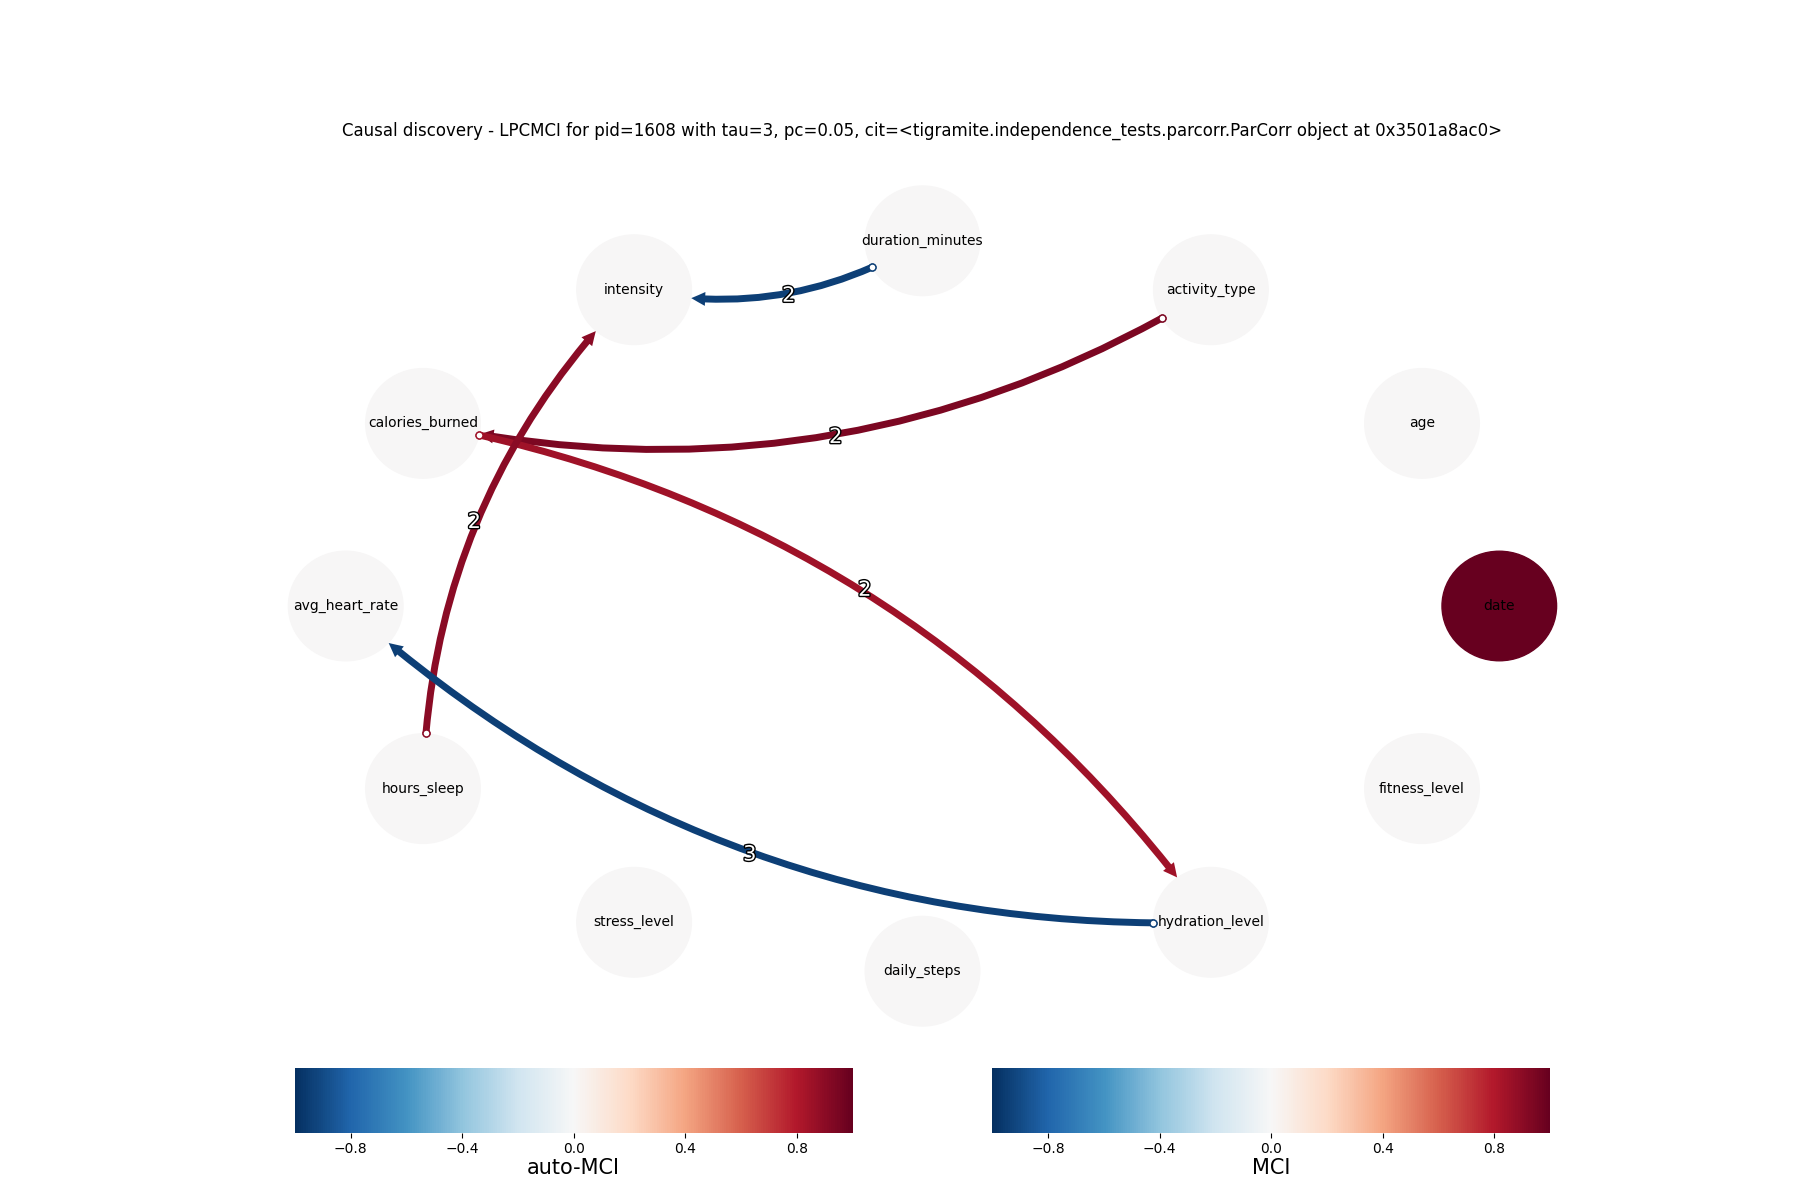 Causal discovery - LPCMCI for pid=1608 with tau=3, pc=0.05, cit=<tigramite.independence_tests.parcorr.ParCorr object at 0x3501a8ac0>
duration_minutes
intensity
activity_type
2
calories_burned
age
2
2
2
avg_heart_rate
date
hours_sleep
fitness_level
3
stress_level
hydration_level
daily_steps
−0.8 −0.4 0.0 0.4 0.8
auto-MCI
−0.8 −0.4 0.0 0.4 0.8
MCI